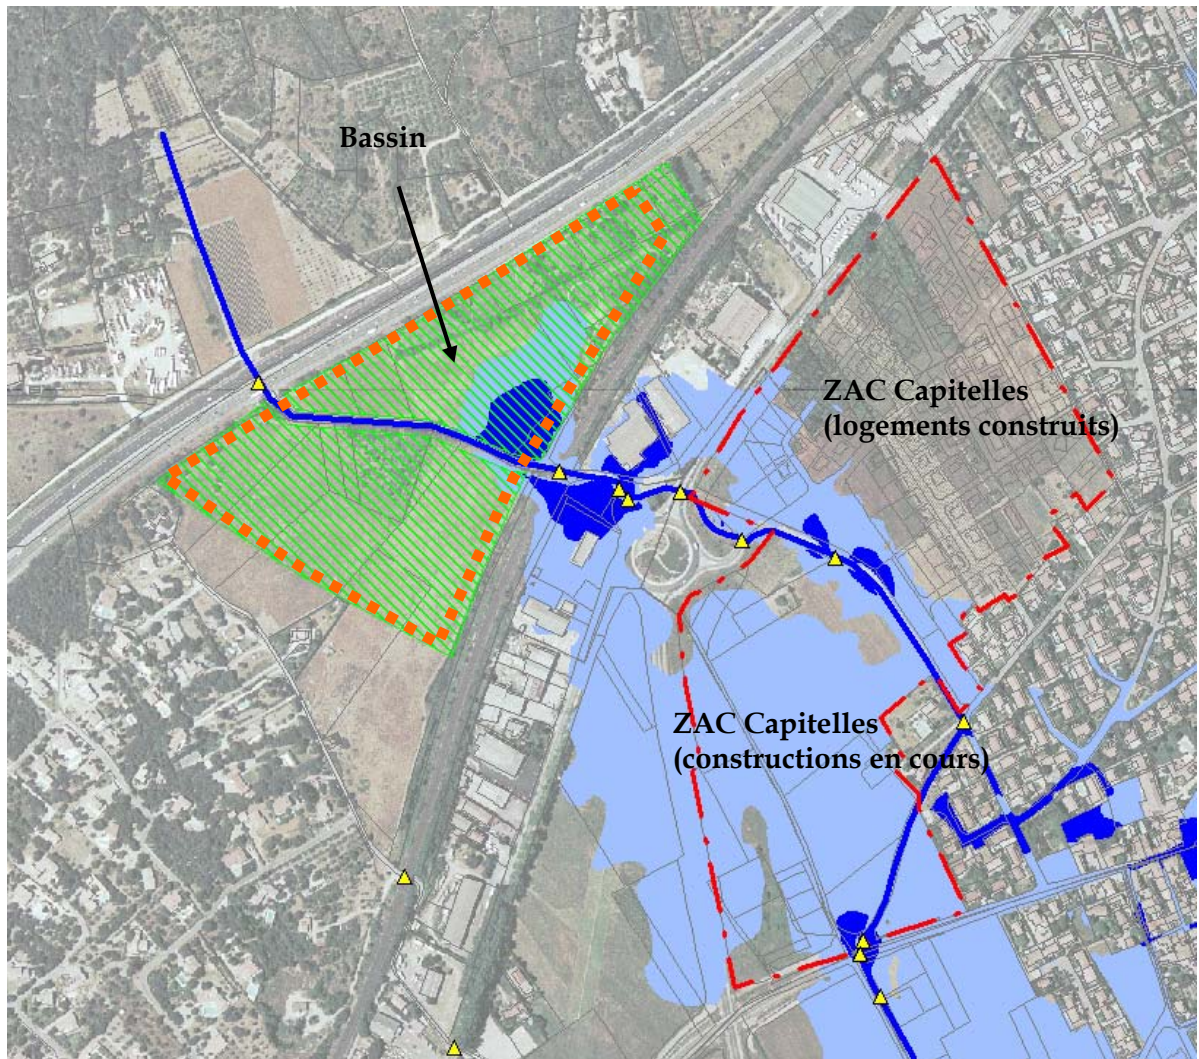 Bassin
ZAC Capitelles
(logements construits)
ZAC Capitelles
(constructions en cours)